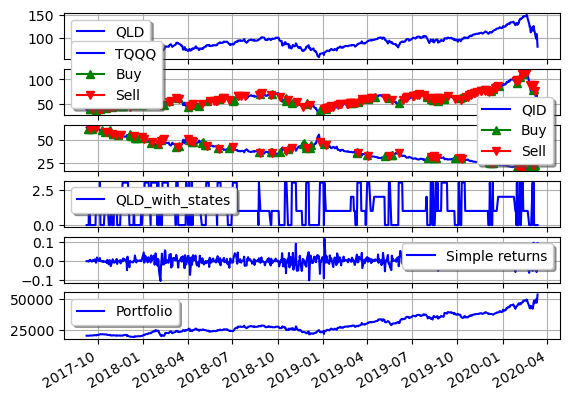 150
100
QLD
TQQQ
Buy
Sell
100
50
QID
Buy
Sell
50
25
2.5
0.0
QLD_with_states
0.1
0.0
−0.1
Simple returns
50000
25000
Portfolio
2017-10
2018-01
2018-04
2018-07
2018-10
2019-01
2019-04
2019-07
2019-10
2020-01
2020-04